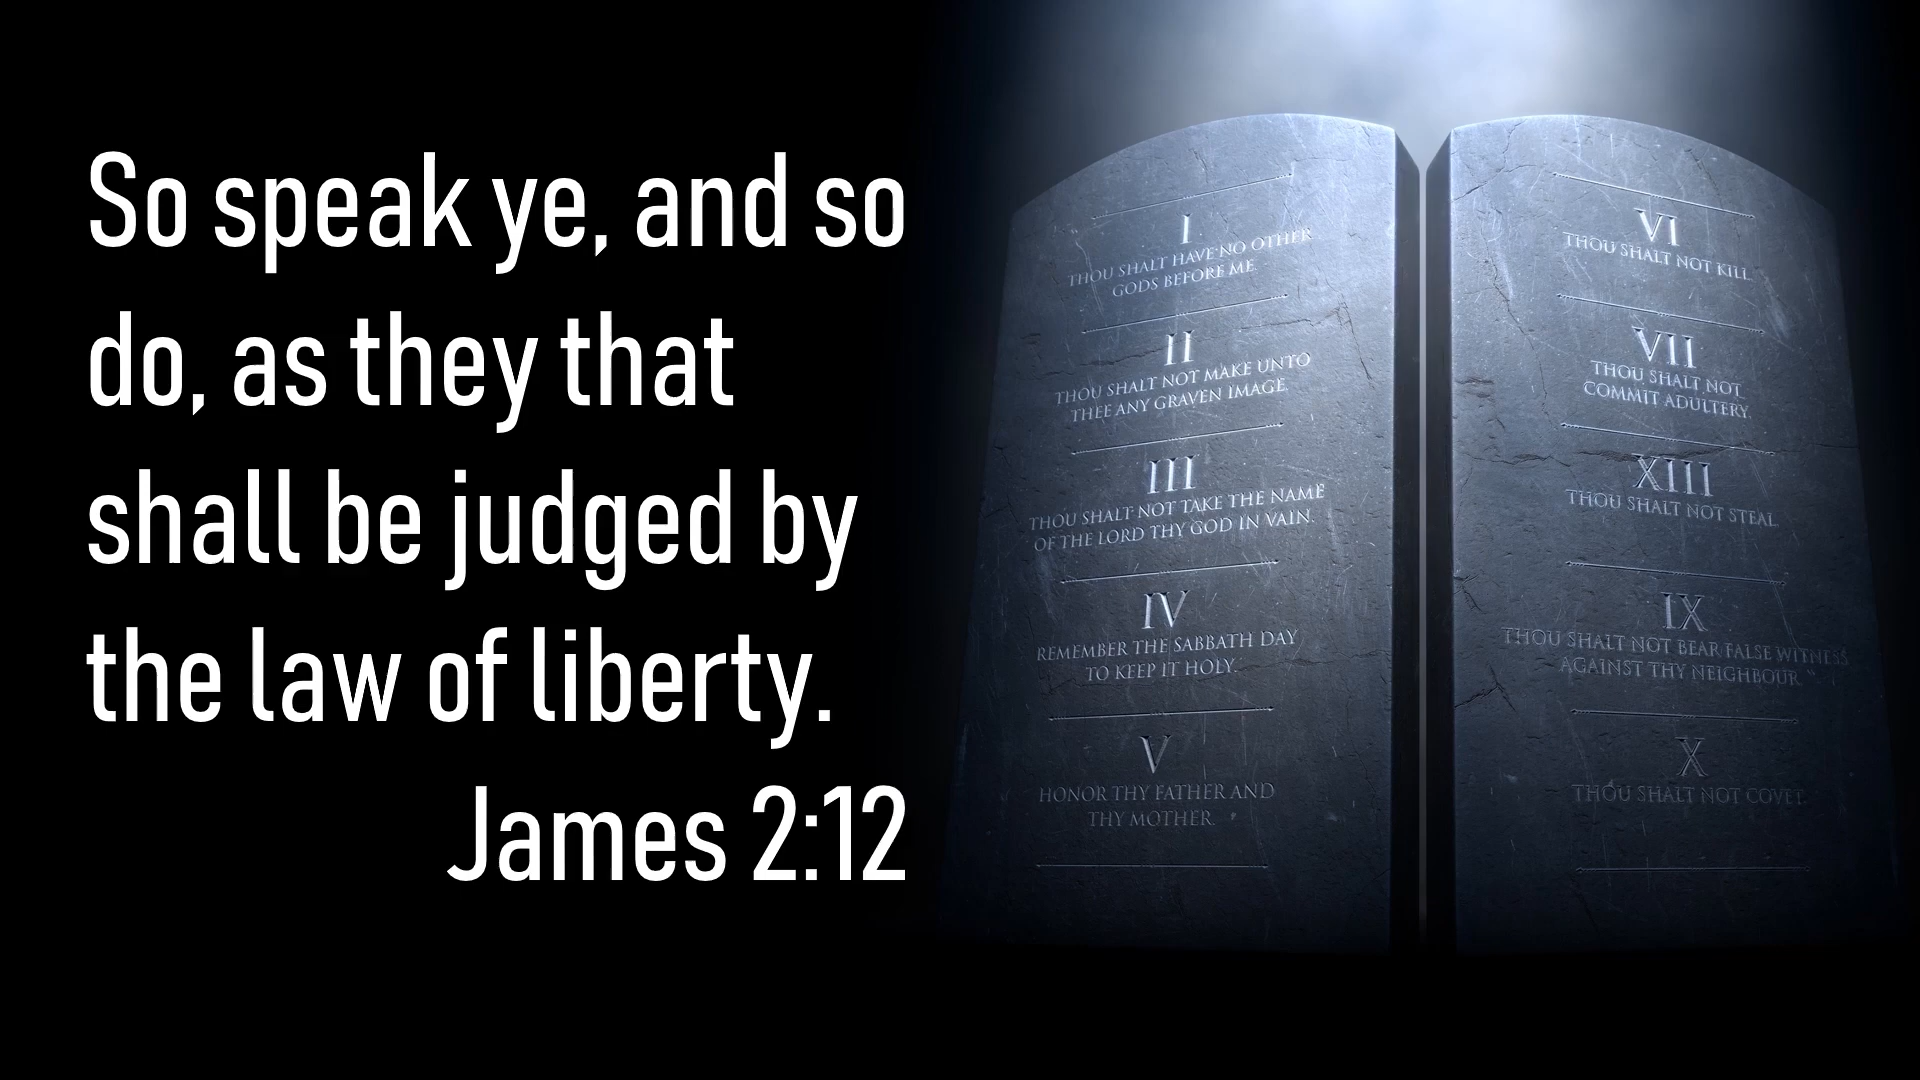 So speak ye, and so
do, as they that
shall be judged by
the law of liberty.
James 2:12
I
THOU SHALT HAVE NO OTHER
GODS BEFORE ME.
II
THOU SHALT NOT MAKE UNTO
THEE ANY GRAVEN IMAGE.
III
THOU SHALT NOT TAKE THE NAME
OF THE LORD THY GOD IN VAIN.
IV
REMEMBER THE SABBATH DAY
TO KEEP IT HOLY.
V
HONOR THY FATHER AND
THY MOTHER.
VI
THOU SHALT NOT KILL.
VII
THOU SHALT NOT
COMMIT ADULTERY.
XIII
THOU SHALT NOT STEAL.
IX
THOU SHALT NOT BEAR FALSE WITNESS
AGAINST THY NEIGHBOUR
X
THOU SHALT NOT COVET.